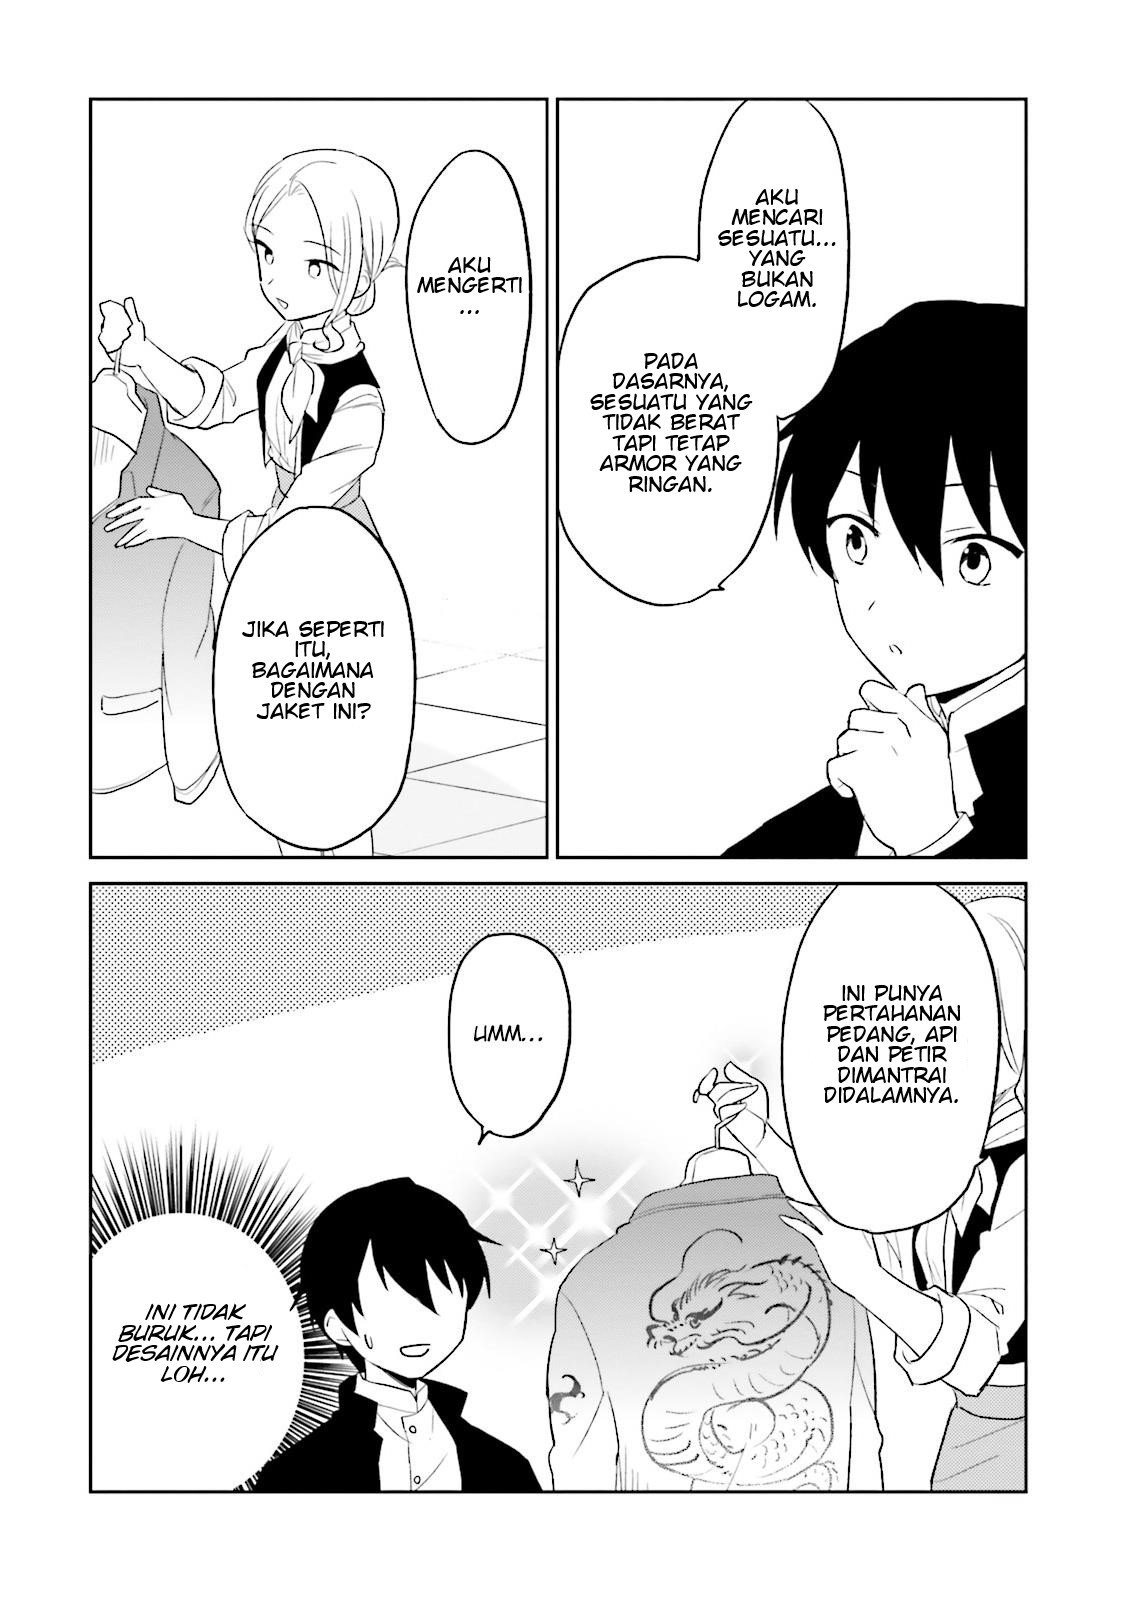 AKU
MENCARI
SESUATU...
YANG
BUKAN
LOGAM.
PADA
DASARNYA,
SESUATU YANG
TIDAK BERAT
TAPI TETAP
ARMOR YANG
RINGAN.
AKU
MENGERTI
...
JIKA SEPERTI
ITU,
BAGAIMANA
DENGAN
JAKET INI?
INI PUNYA
PERTAHANAN
PEDANG, API
DAN PETIR
DIMANTRAI
DIDALAMNYA.
UMM...
INI TIDAK
BURUK... TAPI
DESAINNYA ITU
LOH...